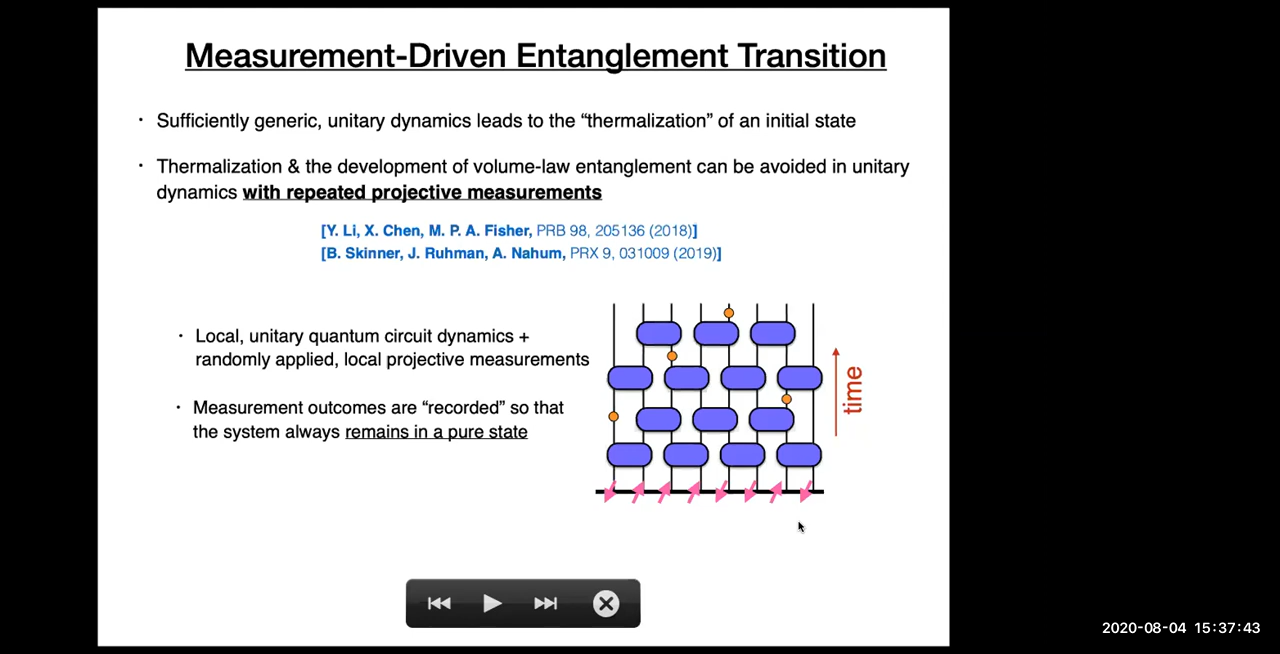 Measurement-Driven Entanglement Transition
· Sufficiently generic, unitary dynamics leads to the “thermalization” of an initial state
· Thermalization & the development of volume-law entanglement can be avoided in unitary
dynamics with repeated projective measurements
[Y. Li, X. Chen, M. P. A. Fisher, PRB 98, 205136 (2018)]
[B. Skinner, J. Ruhman, A. Nahum, PRX 9, 031009 (2019)]
· Local, unitary quantum circuit dynamics +
randomly applied, local projective measurements
· Measurement outcomes are “recorded” so that
the system always remains in a pure state
time
2020-08-04 15:37:43